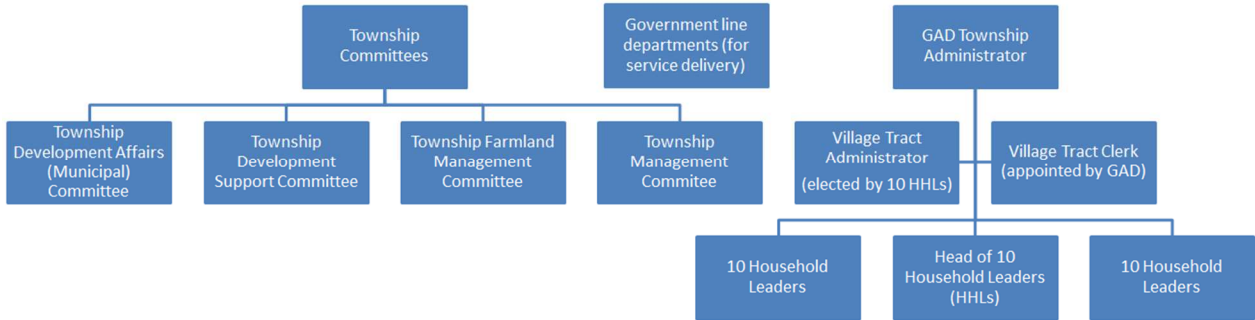 Township
Committees
Government line
departments (for
service delivery)
GAD Township
Administrator
Township
Development Affairs
(Municipal)
Committee
Township
Development
Support Committee
Township Farmland
Management
Committee
Township
Management
Commitee
Village Tract
Administrator
(elected by 10 HHLs)
Village Tract Clerk
(appointed by GAD)
10 Household
Leaders
Head of 10
Household Leaders
(HHLs)
10 Household
Leaders